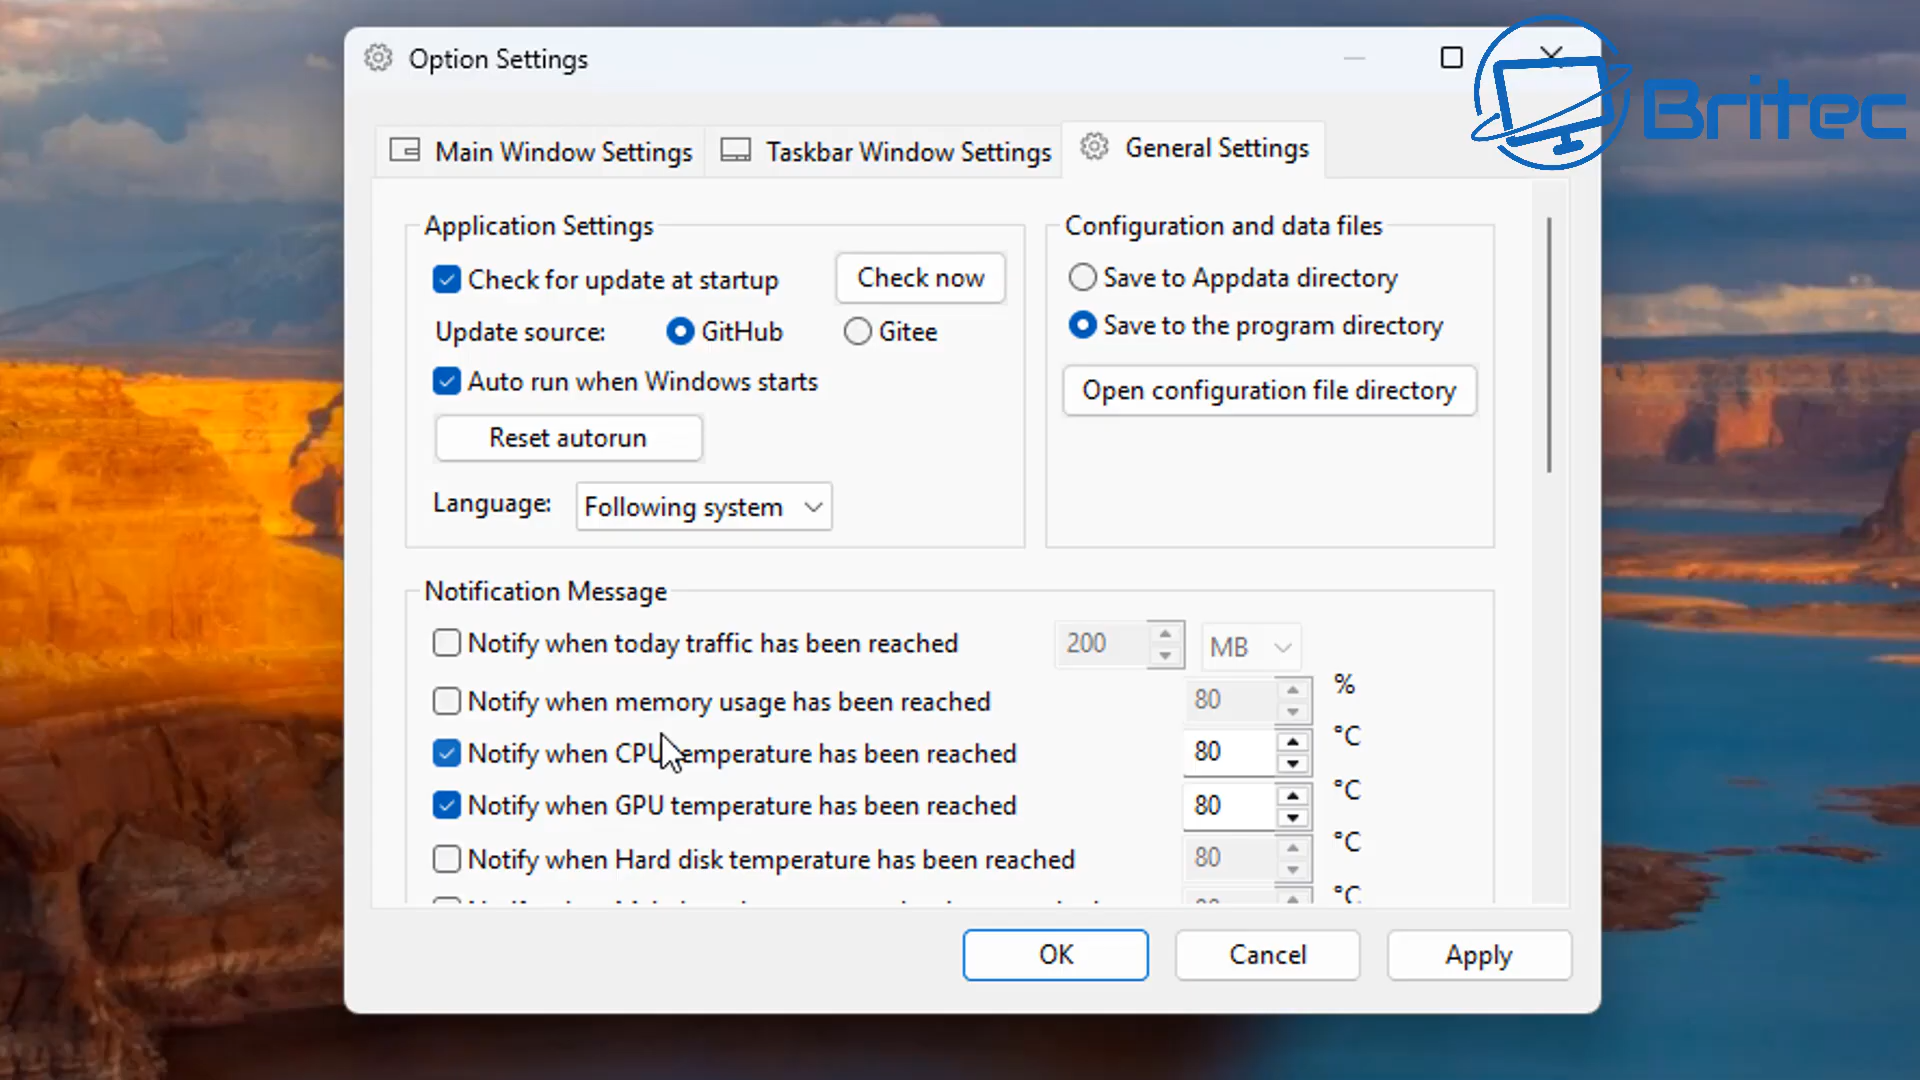 Option Settings
Britec
Main Window Settings
Taskbar Window Settings
General Settings
Application Settings
Check for update at startup
Check now
Update source:
GitHub
Gitee
Auto run when Windows starts
Reset autorun
Language:
Following system
Configuration and data files
Save to Appdata directory
Save to the program directory
Open configuration file directory
Notification Message
Notify when today traffic has been reached
200
MB
Notify when memory usage has been reached
80
%
Notify when CPU temperature has been reached
80
°C
Notify when GPU temperature has been reached
80
°C
Notify when Hard disk temperature has been reached
80
°C
°C
OK
Cancel
Apply